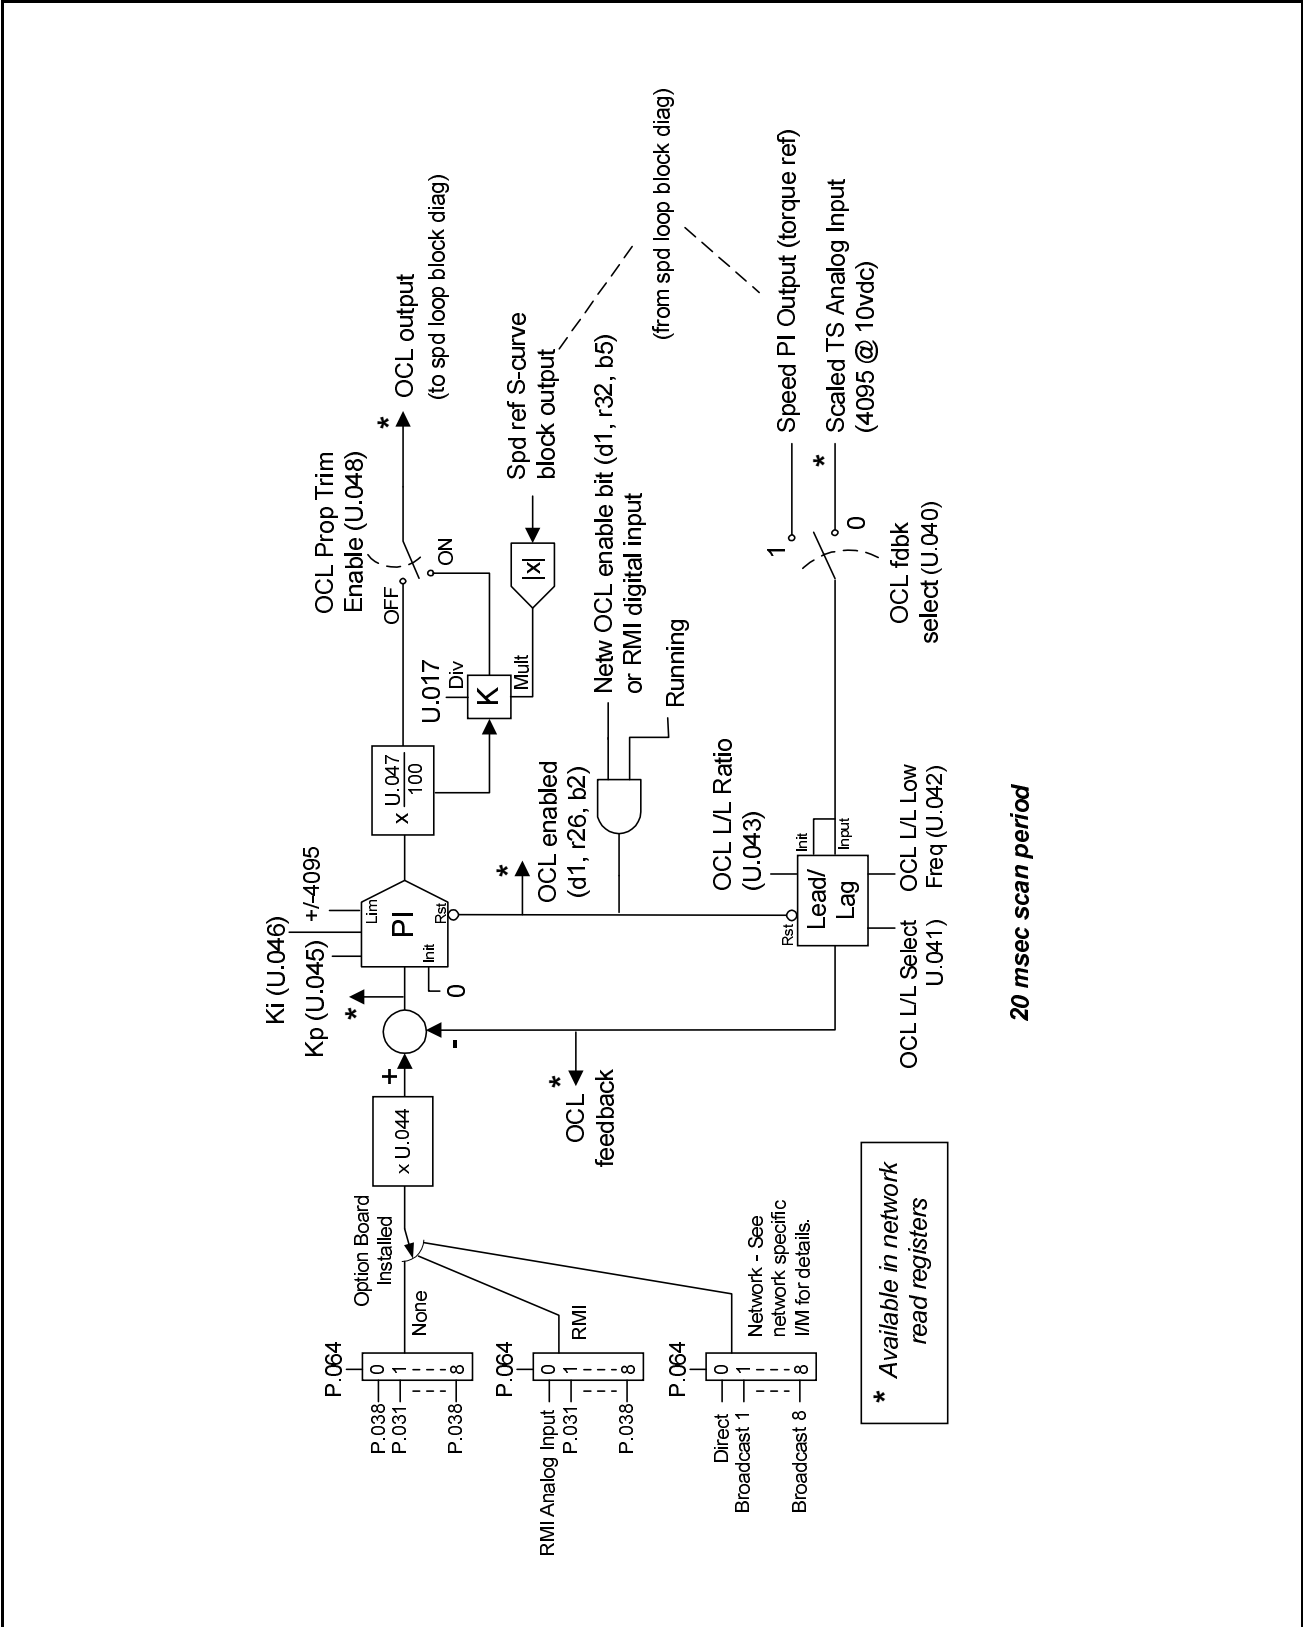 P.064
P.038
P.031
P.038
0
1
8
None
Option Board
Installed
x U.044
+
-
*
Ki (U.046)
Kp (U.045)
+/-4095
Lim
PI
Init
Rst
0
x U.047
100
U.017
Div
K
Mult
OCL Prop Trim
Enable (U.048)
OFF
ON
*
OCL output
(to spd loop block diag)
|x|
Spd ref S-curve
block output
(from spd loop block diag)
P.064
RMI Analog Input
P.031
P.038
0
1
8
RMI
*
OCL
feedback
*
OCL enabled
(d1, r26, b2)
Netw OCL enable bit (d1, r32, b5)
or RMI digital input
Running
P.064
Direct
Broadcast 1
Broadcast 8
0
1
8
Network - See
network specific
I/M for details.
OCL L/L Ratio
(U.043)
Rst
Init
Input
Lead/
Lag
OCL L/L Select
U.041)
OCL L/L Low
Freq (U.042)
1
0
OCL fdbk
select (U.040)
Speed PI Output (torque ref)
*
Scaled TS Analog Input
(4095 @ 10vdc)
* Available in network
read registers
20 msec scan period